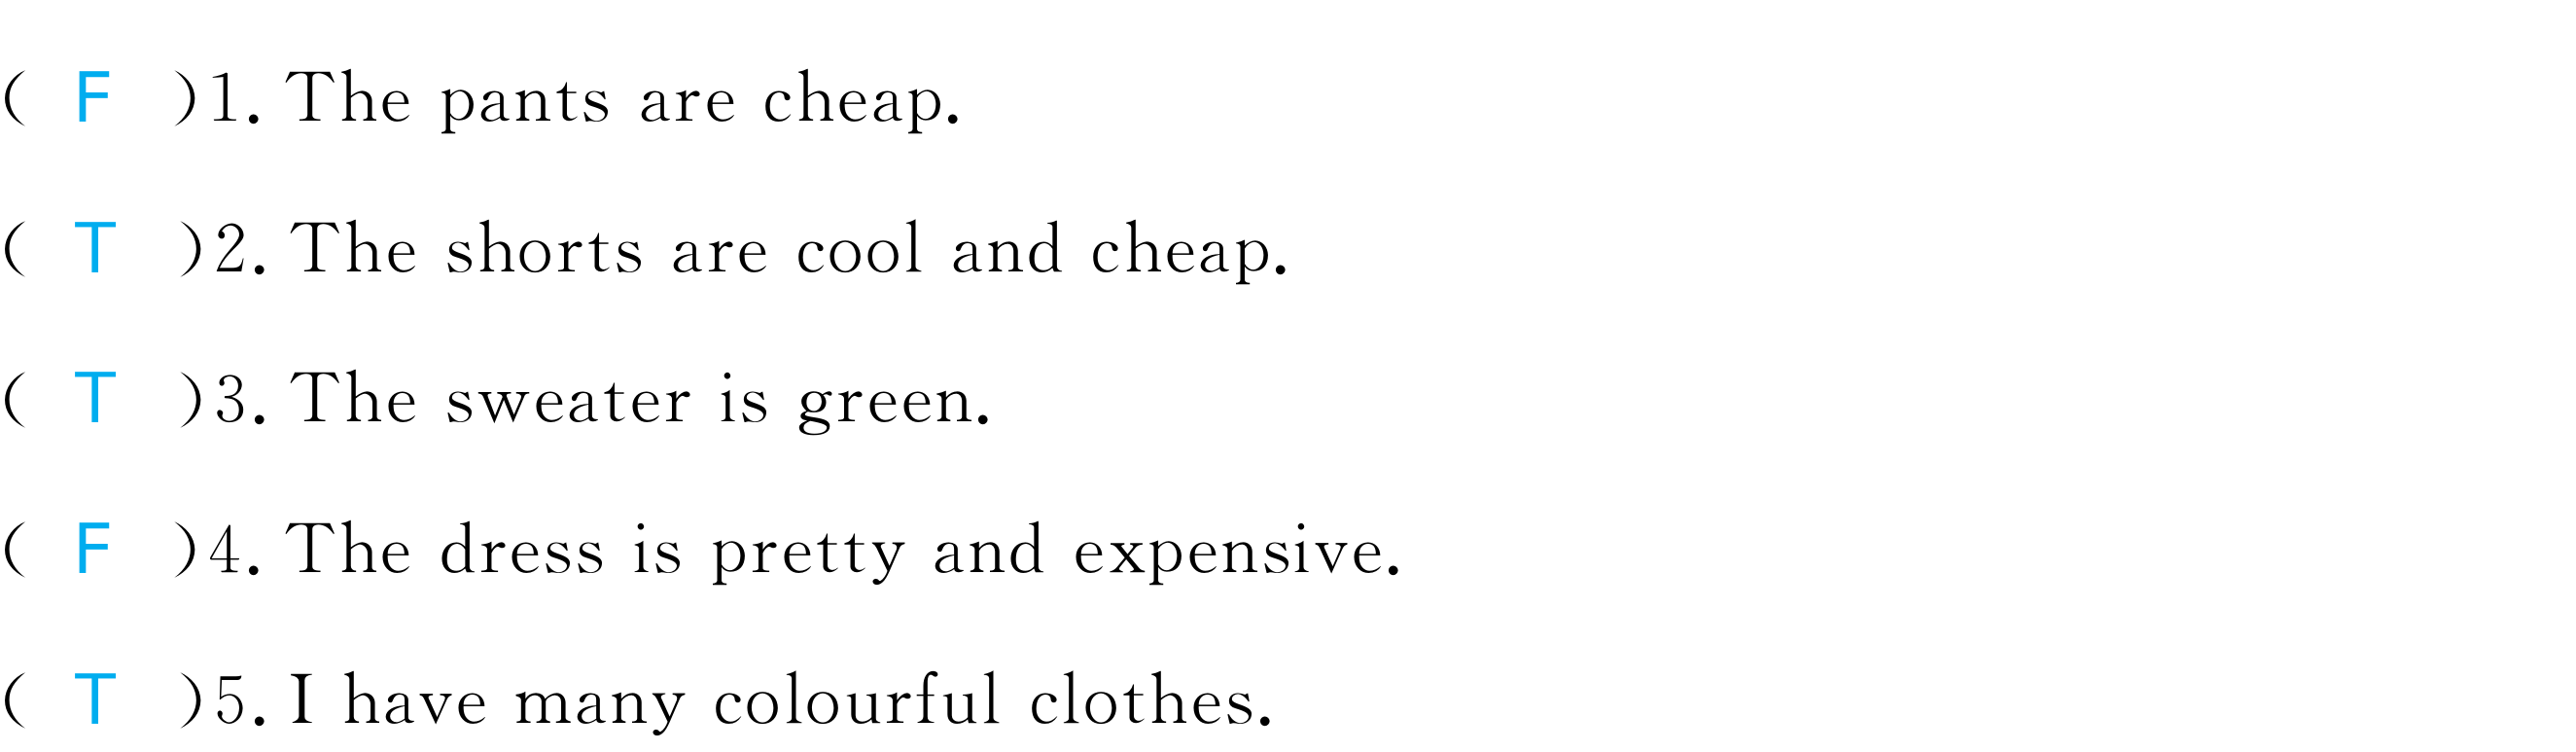 ( F )1. The pants are cheap.
( T )2. The shorts are cool and cheap.
( T )3. The sweater is green.
( F )4. The dress is pretty and expensive.
( T )5. I have many colourful clothes.